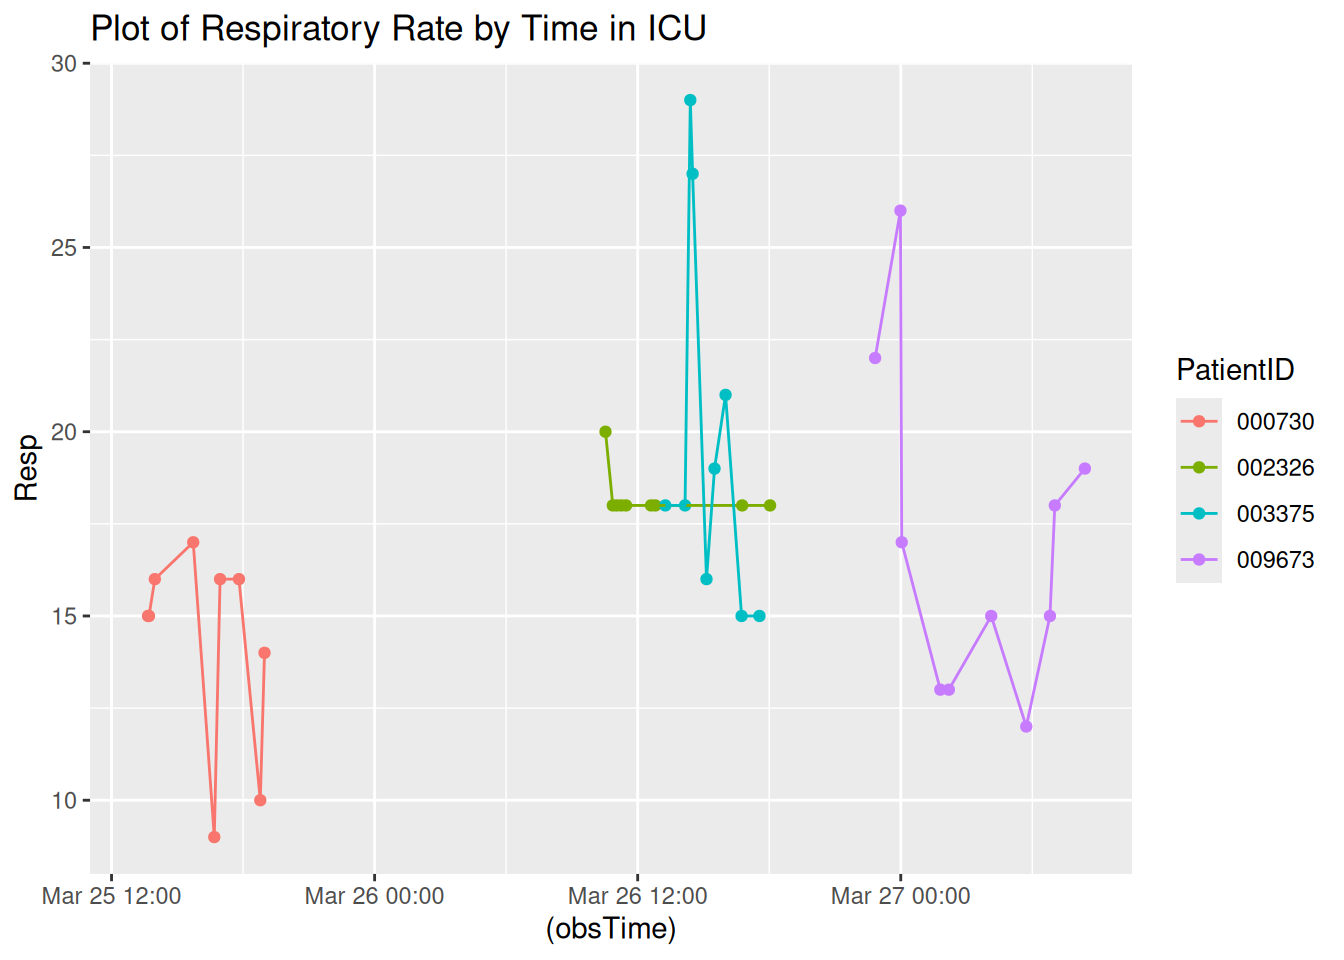 Plot of Respiratory Rate by Time in ICU
30
25
20
15
10
Resp
Mar 25 12:00 Mar 26 00:00 Mar 26 12:00 Mar 27 00:00
(obsTime)
PatientID
000730
002326
003375
009673